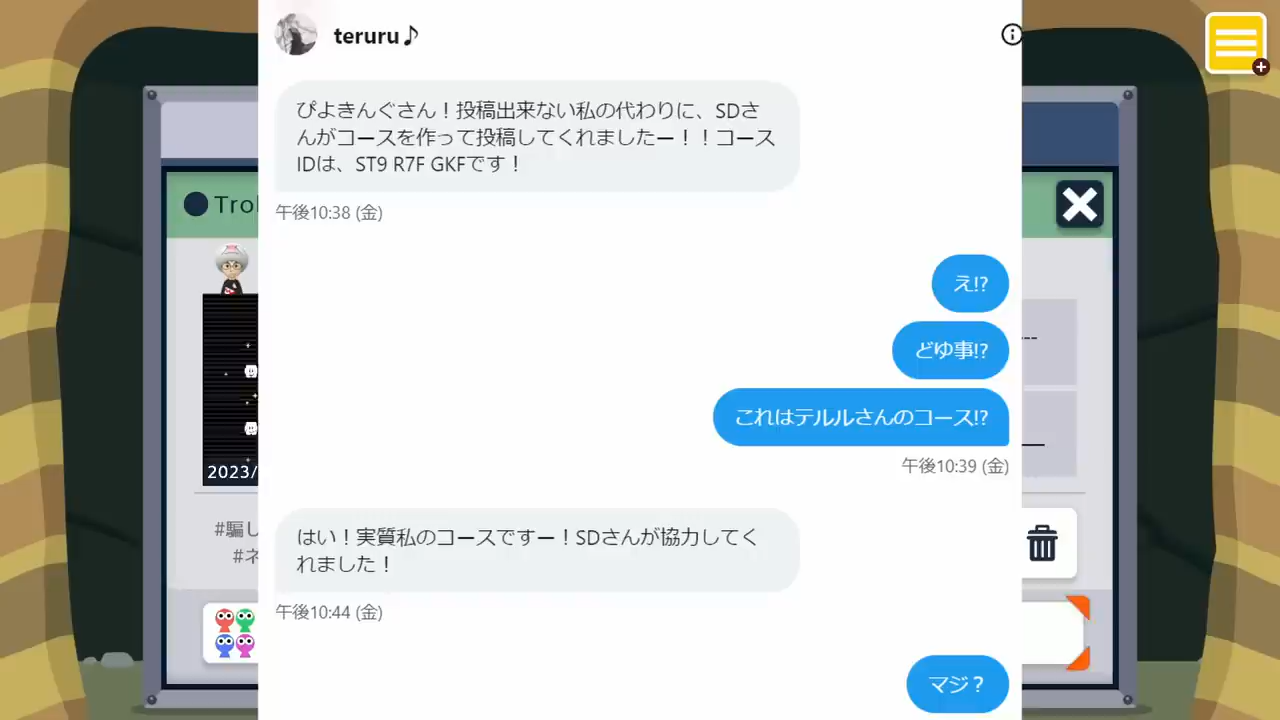 teruru♪
ぴよきんぐさん！投稿出来ない私の代わりに、SDさ
んがコースを作って投稿してくれましたー！！コース
IDは、ST9 R7F GKFです！
午後10:38 (金)
え!?
どゆ事!?
これはテルルさんのコース!?
午後10:39 (金)
はい！実質私のコースですー！SDさんが協力してく
れました！
午後10:44 (金)
マジ？
Trol
2023/
#騙し
#ネ